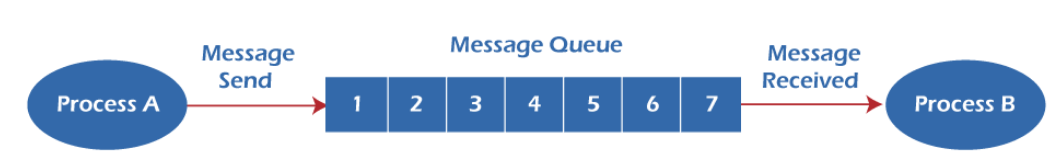 Message Queue
Message
Send
Message
Received
Process A
1 2 3 4 5 6 7
Process B